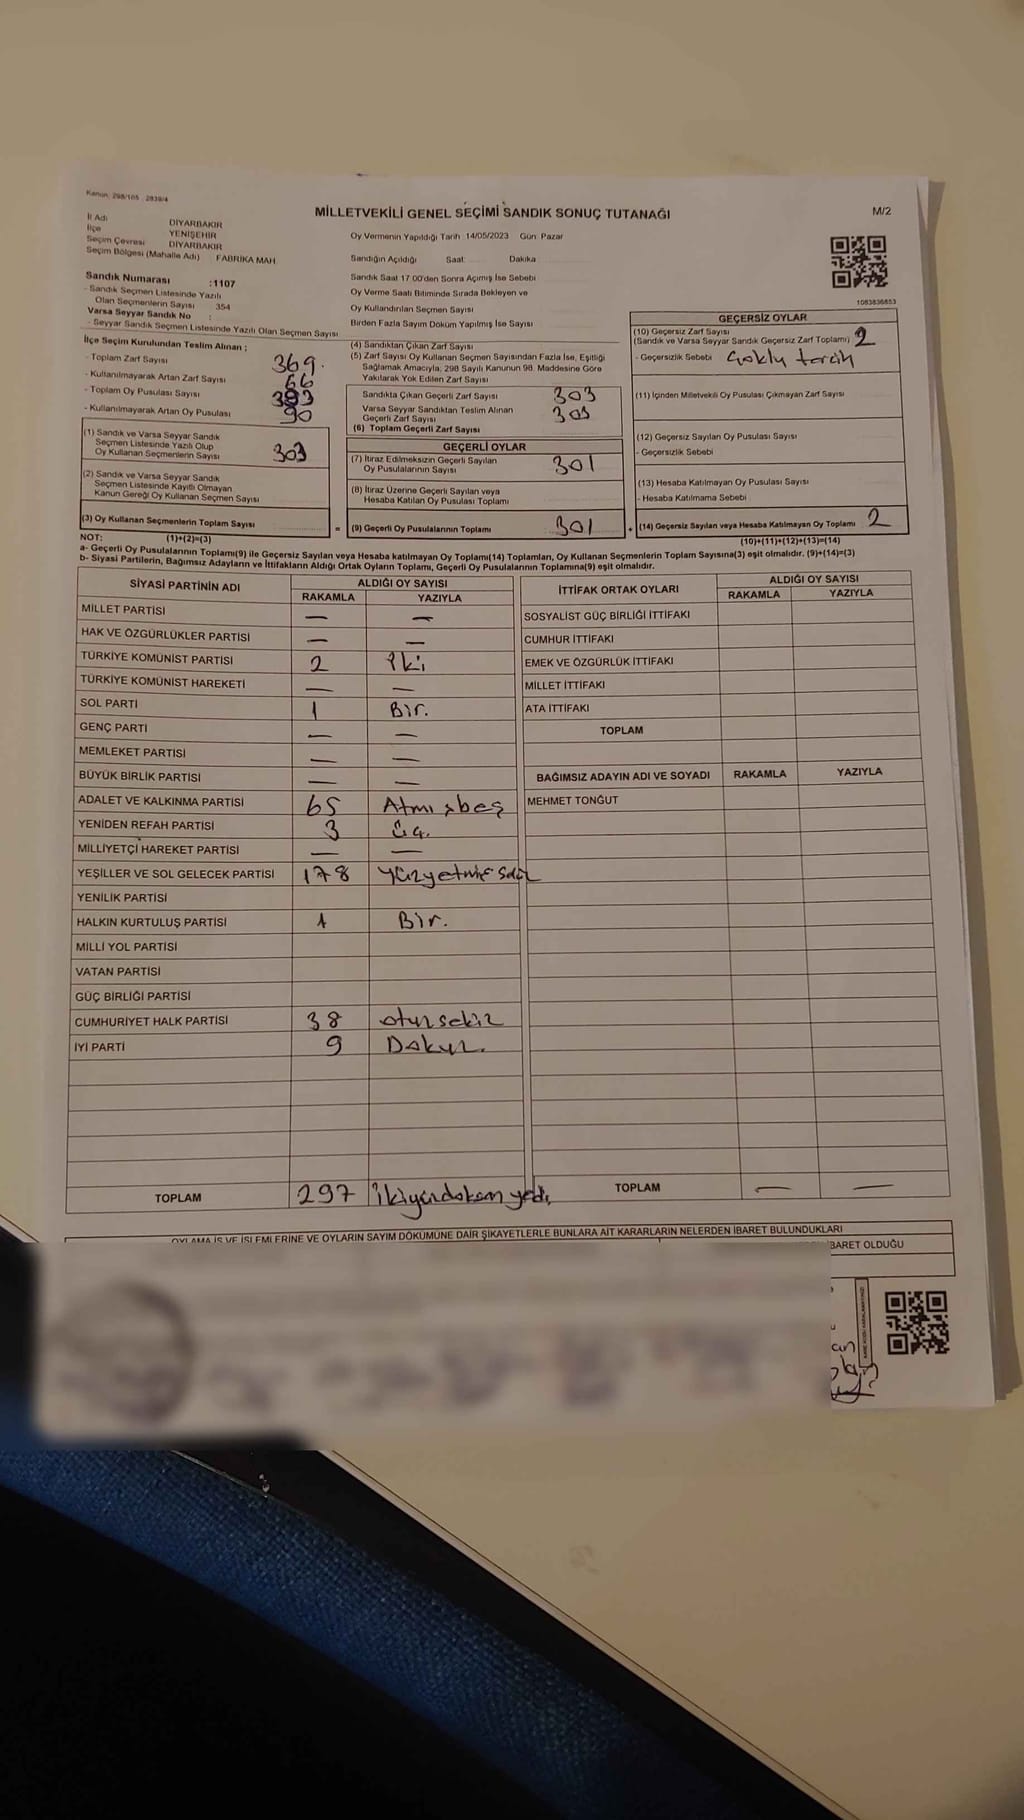 Kanun: 298/105 - 2839/4
MİLLETVEKİLİ GENEL SEÇİMİ SANDIK SONUÇ TUTANAĞI
M/2
İl Adı DİYARBAKIR
İlçe YENİŞEHİR
Seçim Çevresi DİYARBAKIR
Seçim Bölgesi (Mahalle Adı) FABRİKA MAH.
Sandık Numarası :1107
- Sandık Seçmen Listesinde Yazılı
Olan Seçmenlerin Sayısı 354
Varsa Seyyar Sandık No :
- Seyyar Sandık Seçmen Listesinde Yazılı Olan Seçmen Sayısı
İlçe Seçim Kurulundan Teslim Alınan ;
- Toplam Zarf Sayısı 369
- Kullanılmayarak Artan Zarf Sayısı 66
- Toplam Oy Pusulası Sayısı 393
- Kullanılmayarak Artan Oy Pusulası 90
(1) Sandık ve Varsa Seyyar Sandık
Seçmen Listesinde Yazılı Olup
Oy Kullanan Seçmenlerin Sayısı 303
(2) Sandık ve Varsa Seyyar Sandık
Seçmen Listesinde Kayıtlı Olmayan
Kanun Gereği Oy Kullanan Seçmen Sayısı
(3) Oy Kullanan Seçmenlerin Toplam Sayısı
Oy Vermenin Yapıldığı Tarih 14/05/2023 Gün: Pazar
Sandığın Açıldığı Saat: Dakika
Sandık Saat 17.00'den Sonra Açımış İse Sebebi
Oy Verme Saati Bitiminde Sırada Bekleyen ve
Oy Kullandırılan Seçmen Sayısı
Birden Fazla Sayım Döküm Yapılmış İse Sayısı
(4) Sandıktan Çıkan Zarf Sayısı
(5) Zarf Sayısı Oy Kullanan Seçmen Sayısından Fazla İse, Eşitliği
Sağlamak Amacıyla, 298 Sayılı Kanunun 98. Maddesine Göre
Yakılarak Yok Edilen Zarf Sayısı
Sandıkta Çıkan Geçerli Zarf Sayısı 303
Varsa Seyyar Sandıktan Teslim Alınan
Geçerli Zarf Sayısı 303
(6) Toplam Geçerli Zarf Sayısı
GEÇERLİ OYLAR
(7) İtiraz Edilmeksizin Geçerli Sayılan
Oy Pusulalarının Sayısı 301
(8) İtiraz Üzerine Geçerli Sayılan veya
Hesaba Katılan Oy Pusulası Toplamı
= (9) Geçerli Oy Pusulalarının Toplamı 301
1083836853
GEÇERSİZ OYLAR
(10) Geçersiz Zarf Sayısı
(Sandık ve Varsa Seyyar Sandık Geçersiz Zarf Toplamı) 2
- Geçersizlik Sebebi Çoklu tercih
(11) İçinden Milletvekili Oy Pusulası Çıkmayan Zarf Sayısı
(12) Geçersiz Sayılan Oy Pusulası Sayısı
- Geçersizlik Sebebi
(13) Hesaba Katılmayan Oy Pusulası Sayısı
- Hesaba Katılmama Sebebi
+ (14) Geçersiz Sayılan veya Hesaba Katılmayan Oy Toplamı 2
NOT: (1)+(2)=(3) (10)+(11)+(12)+(13)=(14)
a- Geçerli Oy Pusulalarının Toplamı(9) ile Geçersiz Sayılan veya Hesaba katılmayan Oy Toplamı(14) Toplamları, Oy Kullanan Seçmenlerin Toplam Sayısına(3) eşit olmalıdır. (9)+(14)=(3)
b- Siyasi Partilerin, Bağımsız Adayların ve İttifakların Aldığı Ortak Oyların Toplamı, Geçerli Oy Pusulalarının Toplamına(9) eşit olmalıdır.
SİYASİ PARTİNİN ADI ALDIĞI OY SAYISI
RAKAMLA YAZIYLA
MİLLET PARTİSİ — —
HAK VE ÖZGÜRLÜKLER PARTİSİ — —
TÜRKİYE KOMÜNİST PARTİSİ 2 İki
TÜRKİYE KOMÜNİST HAREKETİ — —
SOL PARTİ 1 Bir.
GENÇ PARTİ — —
MEMLEKET PARTİSİ — —
BÜYÜK BİRLİK PARTİSİ — —
ADALET VE KALKINMA PARTİSİ 65 Atmışbeş
YENİDEN REFAH PARTİSİ 3 Üç.
MİLLİYETÇİ HAREKET PARTİSİ — —
YEŞİLLER VE SOL GELECEK PARTİSİ 178
YENİLİK PARTİSİ
HALKIN KURTULUŞ PARTİSİ 1 Bir.
MİLLİ YOL PARTİSİ
VATAN PARTİSİ
GÜÇ BİRLİĞİ PARTİSİ
CUMHURİYET HALK PARTİSİ 38 otuzsekiz
İYİ PARTİ 9 Dokuz.
TOPLAM 297 ikiyüzdoksan yedi
İTTİFAK ORTAK OYLARI ALDIĞI OY SAYISI
RAKAMLA YAZIYLA
SOSYALİST GÜÇ BİRLİĞİ İTTİFAKI
CUMHUR İTTİFAKI
EMEK VE ÖZGÜRLÜK İTTİFAKI
MİLLET İTTİFAKI
ATA İTTİFAKI
TOPLAM
BAĞIMSIZ ADAYIN ADI VE SOYADI RAKAMLA YAZIYLA
MEHMET TONĞUT
TOPLAM — —
OYLAMA İŞ VE İŞLEMLERİNE VE OYLARIN SAYIM DÖKÜMÜNE DAİR ŞİKAYETLERLE BUNLARA AİT KARARLARIN NELERDEN İBARET BULUNDUKLARI
İBARET OLDUĞU